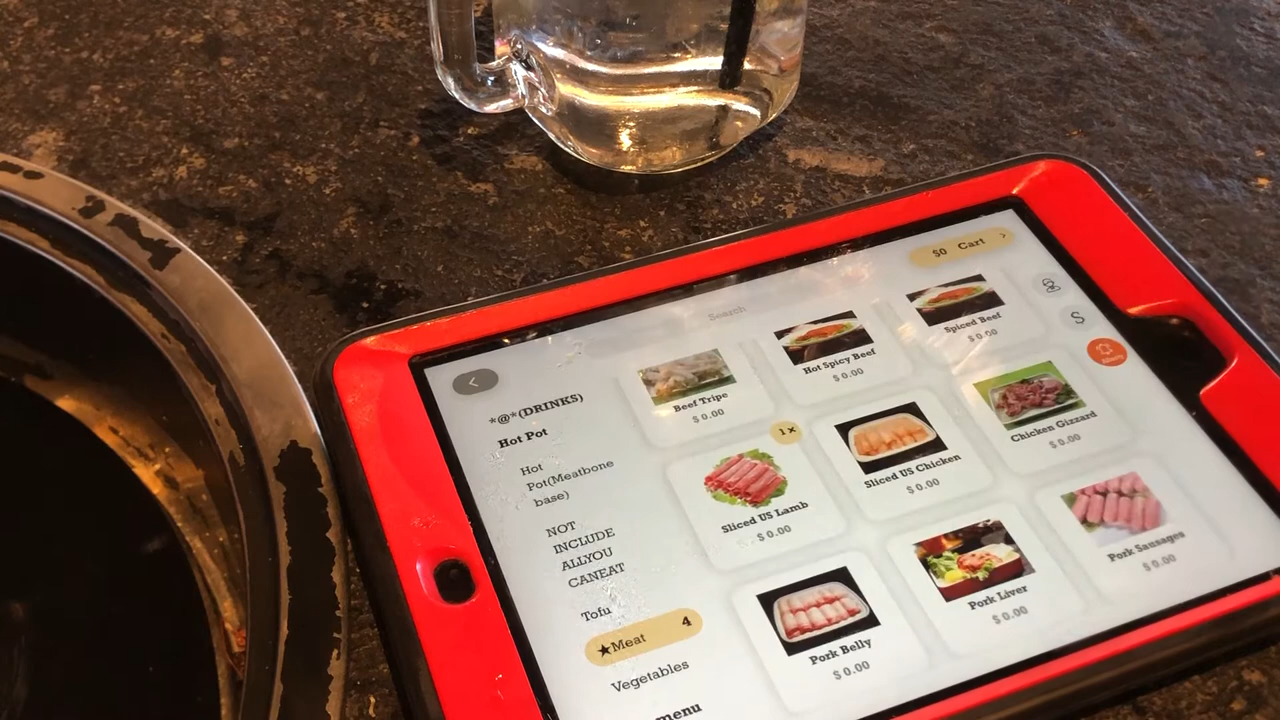 $0 Cart
Search
*@*(DRINKS)
Hot Pot
Hot
Pot(Meatbone
base)
NOT
INCLUDE
ALLYOU
CANEAT
Tofu
★Meat 4
Vegetables
menu
Beef Tripe
$ 0.00
Hot Spicy Beef
$ 0.00
Spiced Beef
$ 0.00
1x
Sliced US Lamb
$ 0.00
Sliced US Chicken
$ 0.00
Chicken Gizzard
$ 0.00
Pork Belly
$ 0.00
Pork Liver
$ 0.00
Pork Sausages
$ 0.00
S